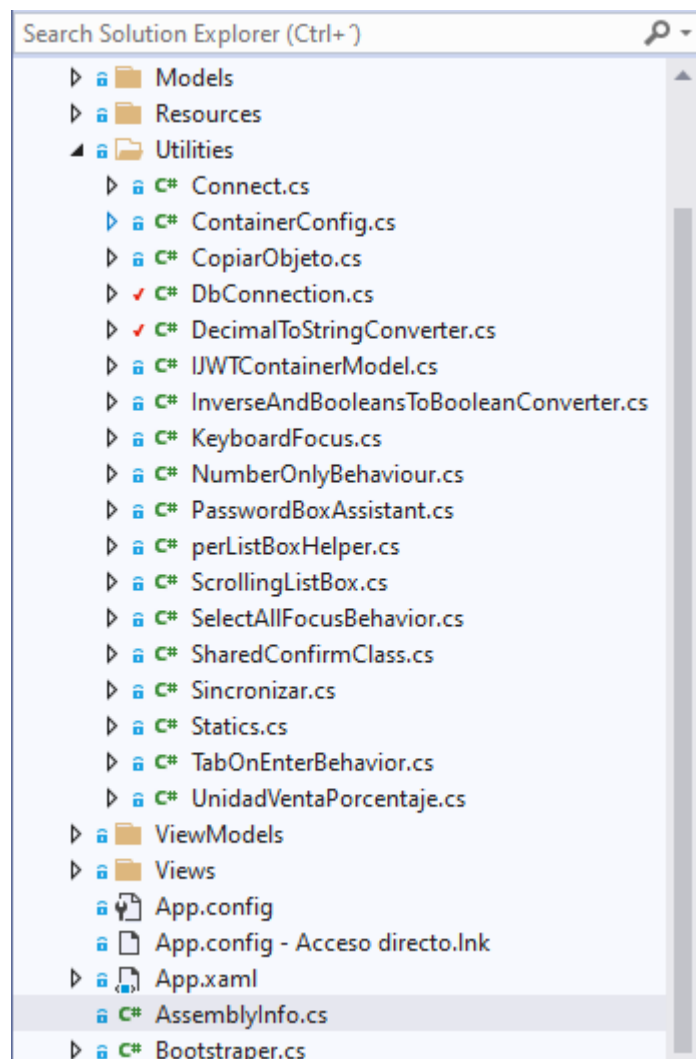 Search Solution Explorer (Ctrl+´)
Models
Resources
Utilities
C# Connect.cs
C# ContainerConfig.cs
C# CopiarObjeto.cs
C# DbConnection.cs
C# DecimalToStringConverter.cs
C# IJWTContainerModel.cs
C# InverseAndBooleansToBooleanConverter.cs
C# KeyboardFocus.cs
C# NumberOnlyBehaviour.cs
C# PasswordBoxAssistant.cs
C# perListBoxHelper.cs
C# ScrollingListBox.cs
C# SelectAllFocusBehavior.cs
C# SharedConfirmClass.cs
C# Sincronizar.cs
C# Statics.cs
C# TabOnEnterBehavior.cs
C# UnidadVentaPorcentaje.cs
ViewModels
Views
App.config
App.config - Acceso directo.lnk
App.xaml
C# AssemblyInfo.cs
C# Bootstraper.cs